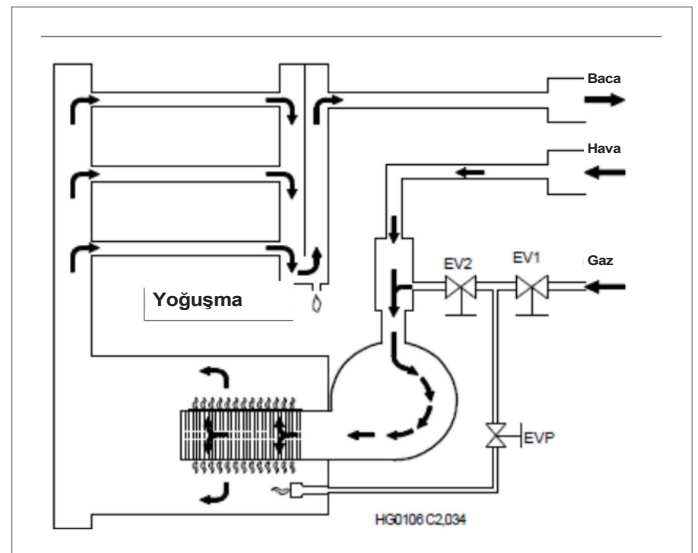 Baca
Hava
EV2
EV1
Gaz
Yoğuşma
EVP
HG0106 C2,034